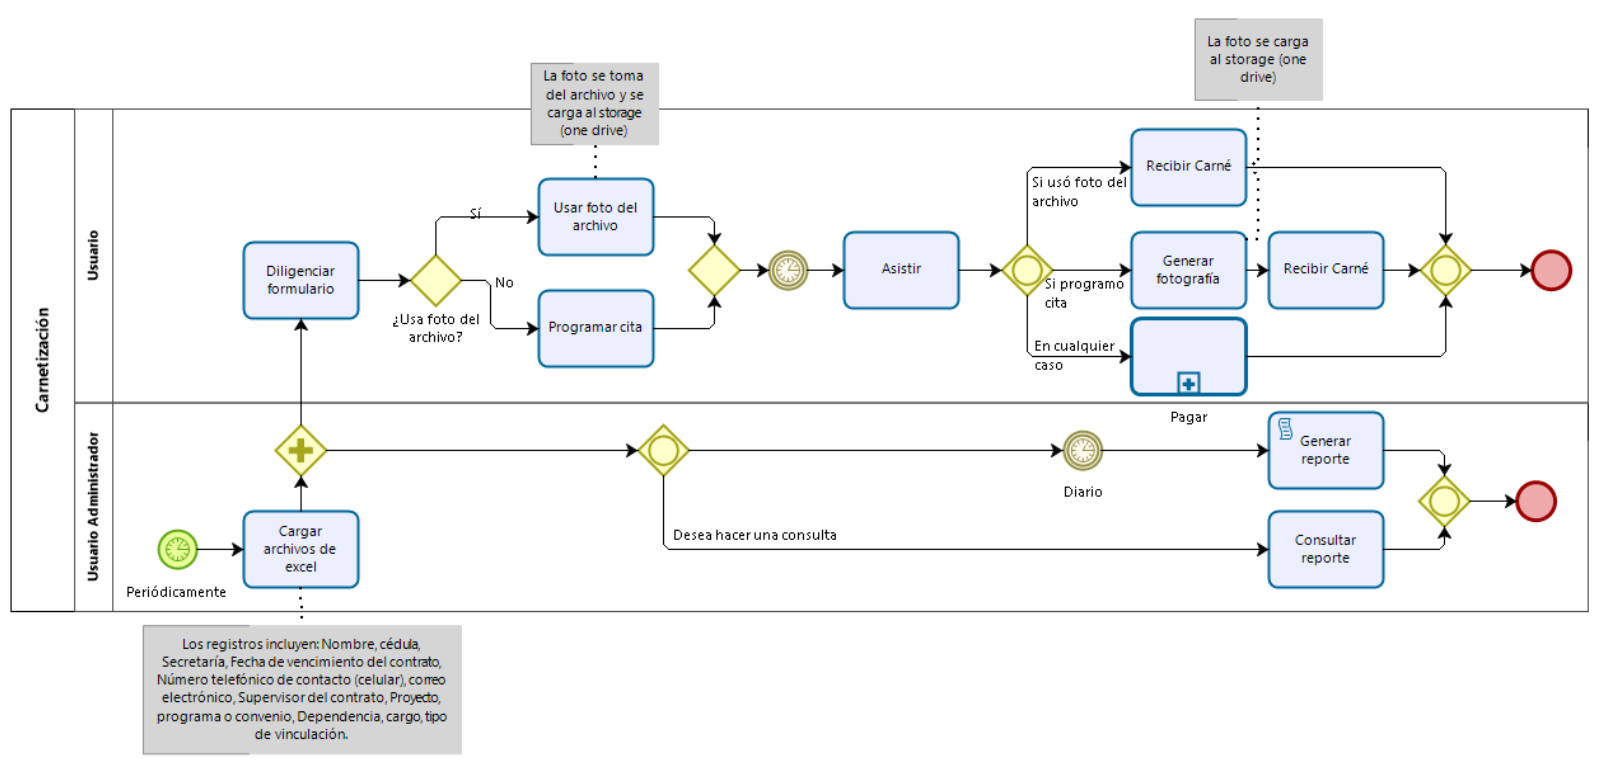 La foto se carga
al storage (one
drive)
La foto se toma
del archivo y se
carga al storage
(one drive)
Carnetización
Usuario
Diligenciar
formulario
¿Usa foto del
archivo?
Sí
No
Usar foto del
archivo
Programar cita
Asistir
Si usó foto del
archivo
Si programo
cita
En cualquier
caso
Recibir Carné
Generar
fotografía
Recibir Carné
Pagar
Usuario Administrador
Periódicamente
Cargar
archivos de
excel
Desea hacer una consulta
Diario
Generar
reporte
Consultar
reporte
Los registros incluyen: Nombre, cédula,
Secretaría, Fecha de vencimiento del contrato,
Número telefónico de contacto (celular), correo
electrónico, Supervisor del contrato, Proyecto,
programa o convenio, Dependencia, cargo, tipo
de vinculación.